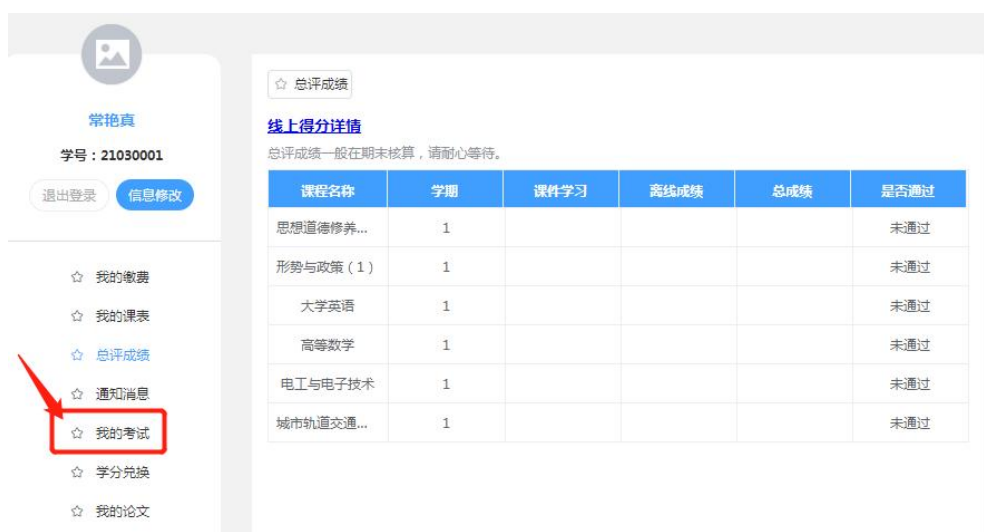 常艳真
学号：21030001
退出登录 信息修改
我的缴费
我的课表
总评成绩
通知消息
我的考试
学分兑换
我的论文
总评成绩
线上得分详情
总评成绩一般在期末核算，请耐心等待。
课程名称 学期 课件学习 离线成绩 总成绩 是否通过
思想道德修养... 1 未通过
形势与政策（1） 1 未通过
大学英语 1 未通过
高等数学 1 未通过
电工与电子技术 1 未通过
城市轨道交通... 1 未通过